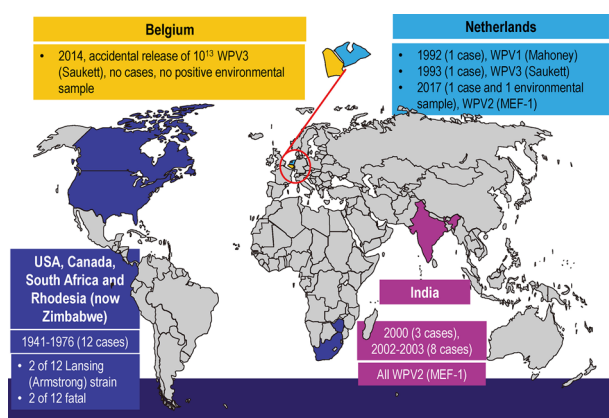 Belgium
• 2014, accidental release of 10¹³ WPV3
(Saukett), no cases, no positive environmental
sample
Netherlands
• 1992 (1 case), WPV1 (Mahoney)
• 1993 (1 case), WPV3 (Saukett)
• 2017 (1 case and 1 environmental
sample), WPV2 (MEF-1)
USA, Canada,
South Africa and
Rhodesia (now
Zimbabwe)
1941-1976 (12 cases)
• 2 of 12 Lansing
(Armstrong) strain
• 2 of 12 fatal
India
2000 (3 cases),
2002-2003 (8 cases)
All WPV2 (MEF-1)